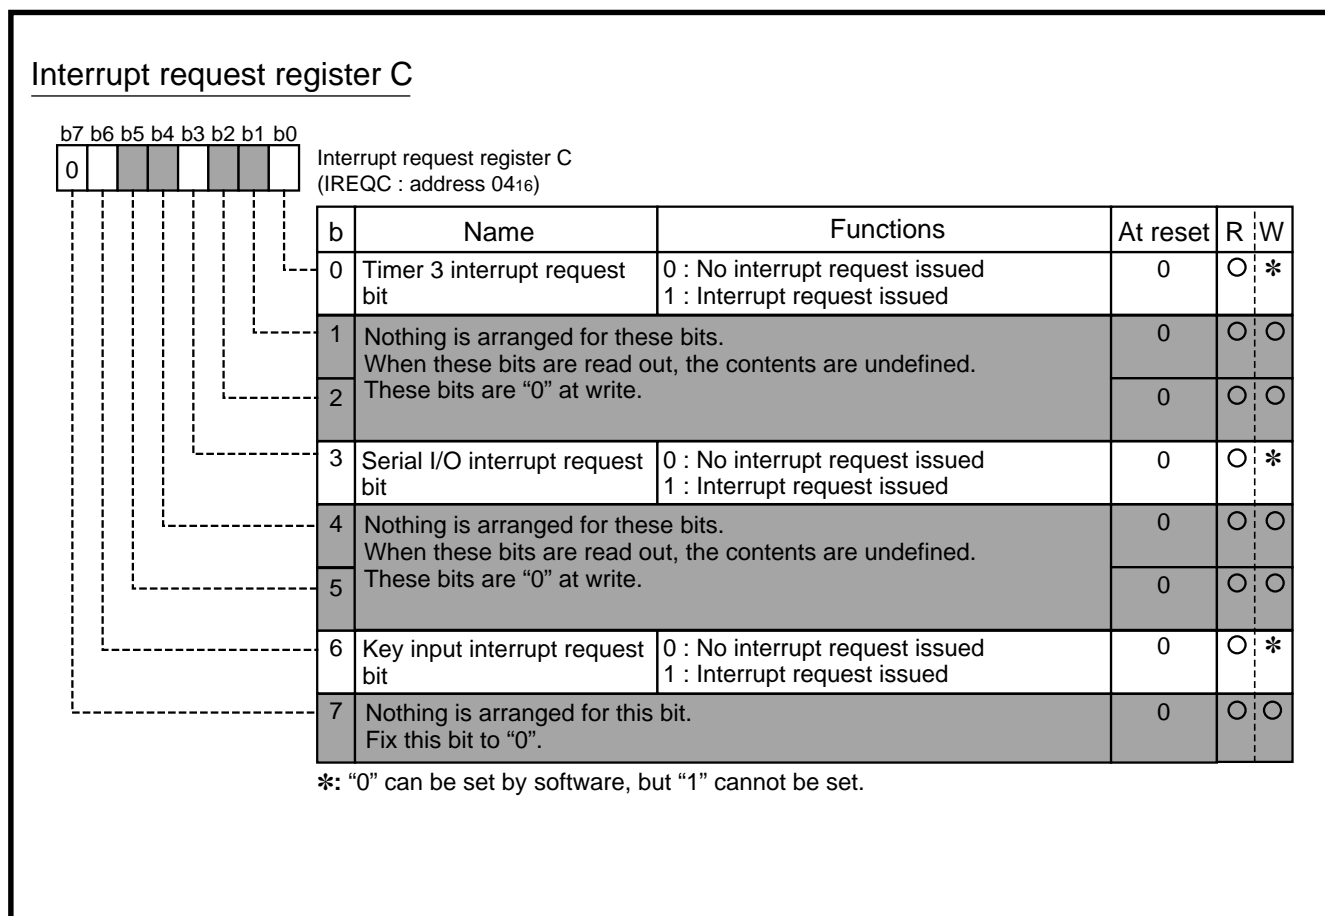 Interrupt request register C
b7 b6 b5 b4 b3 b2 b1 b0
0
Interrupt request register C
(IREQC : address 0416)
b Name Functions At reset R W
0 Timer 3 interrupt request bit 0 : No interrupt request issued 0 ○ ✻
1 : Interrupt request issued
1 Nothing is arranged for these bits. 0 ○ ○
When these bits are read out, the contents are undefined.
2 These bits are “0” at write. 0 ○ ○
3 Serial I/O interrupt request bit 0 : No interrupt request issued 0 ○ ✻
1 : Interrupt request issued
4 Nothing is arranged for these bits. 0 ○ ○
When these bits are read out, the contents are undefined.
5 These bits are “0” at write. 0 ○ ○
6 Key input interrupt request bit 0 : No interrupt request issued 0 ○ ✻
1 : Interrupt request issued
7 Nothing is arranged for this bit. 0 ○ ○
Fix this bit to “0”.
✻: “0” can be set by software, but “1” cannot be set.